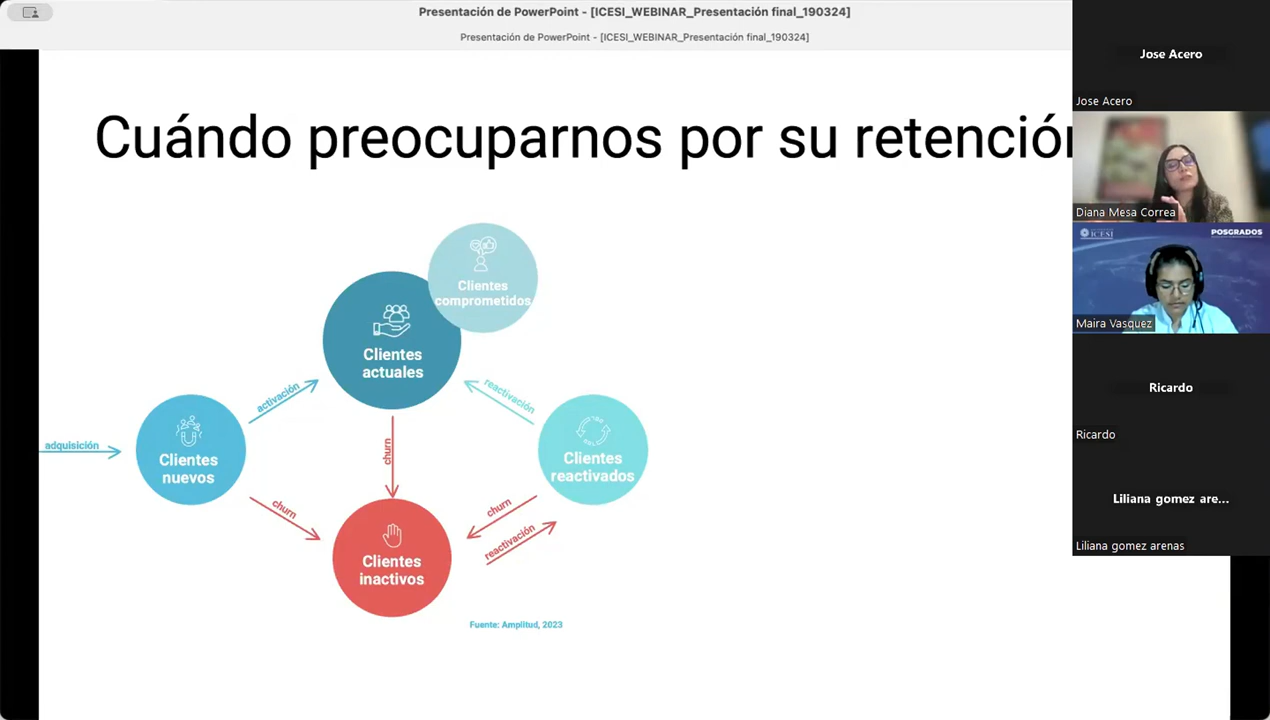 Presentación de PowerPoint - [ICESI_WEBINAR_Presentación final_190324]
Presentación de PowerPoint - [ICESI_WEBINAR_Presentación final_190324]
Cuándo preocuparnos por su retención
Clientes
comprometidos
Clientes
actuales
activación
reactivación
adquisición
churn
Clientes
nuevos
Clientes
reactivados
churn
churn
reactivación
Clientes
inactivos
Fuente: Amplitud, 2023
Jose Acero
Jose Acero
Diana Mesa Correa
ICESI
POSGRADOS
Maira Vasquez
Ricardo
Ricardo
Liliana gomez are...
Liliana gomez arenas